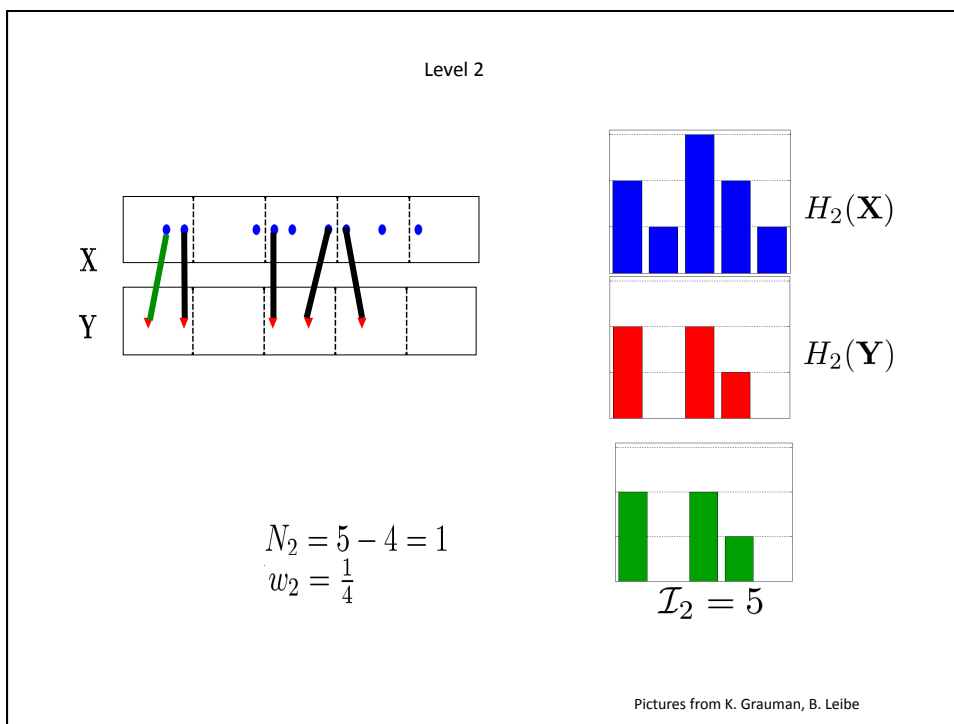 Level 2
X
Y
H₂(𝐗)
H₂(𝐘)
N₂ = 5 − 4 = 1
w₂ = 1/4
ℐ₂ = 5
Pictures from K. Grauman, B. Leibe